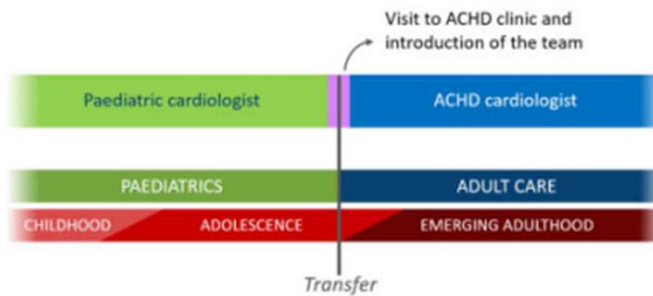 Visit to ACHD clinic and
introduction of the team
Paediatric cardiologist
ACHD cardiologist
PAEDIATRICS
ADULT CARE
CHILDHOOD
ADOLESCENCE
EMERGING ADULTHOOD
Transfer